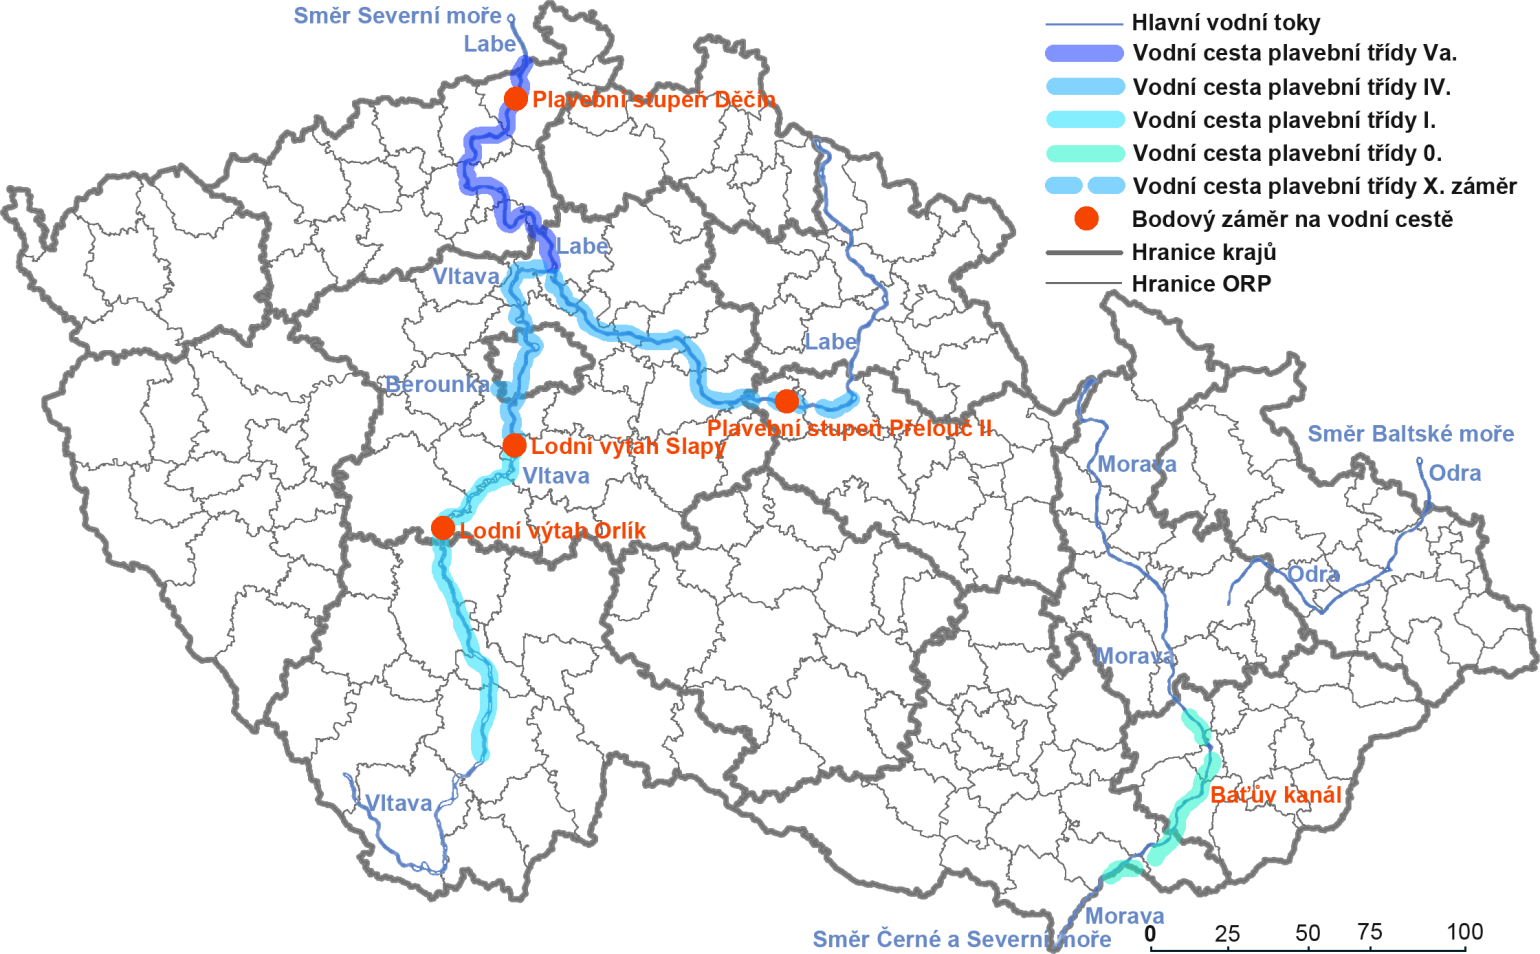 Směr Severní moře
Labe
Hlavní vodní toky
Vodní cesta plavební třídy Va.
Vodní cesta plavební třídy IV.
Vodní cesta plavební třídy I.
Vodní cesta plavební třídy 0.
Vodní cesta plavební třídy X. záměr
Bodový záměr na vodní cestě
Hranice krajů
Hranice ORP
Plavební stupeň Děčín
Labe
Vltava
Labe
Berounka
Plavební stupeň Přelouč II
Lodní výtah Slapy
Vltava
Lodní výtah Orlík
Směr Baltské moře
Odra
Morava
Odra
Morava
Vltava
Baťův kanál
Morava
Směr Černé a Severní moře
0 25 50 75 100